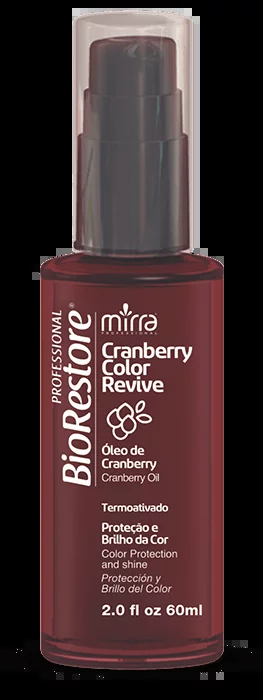 PROFESSIONAL
BioRestore®
mirra
PROFESSIONAL
Cranberry
Color
Revive
Óleo de
Cranberry
Cranberry Oil
Termoativado
Proteção e
Brilho da Cor
Color Protection
and shine
Protección y
Brillo del Color
2.0 fl oz 60ml